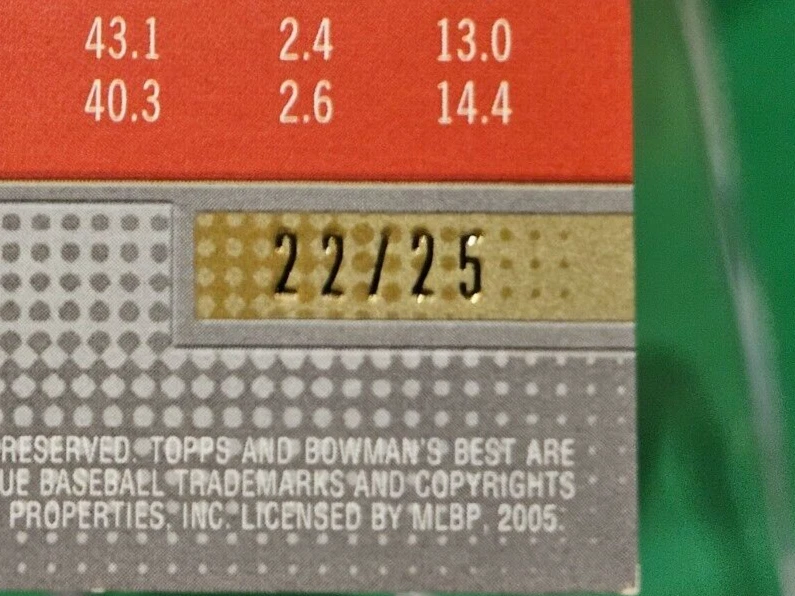 43.1 2.4 13.0
40.3 2.6 14.4
22/25
RESERVED. TOPPS AND BOWMAN'S BEST ARE
UE BASEBALL TRADEMARKS AND COPYRIGHTS
PROPERTIES, INC. LICENSED BY MLBP, 2005.